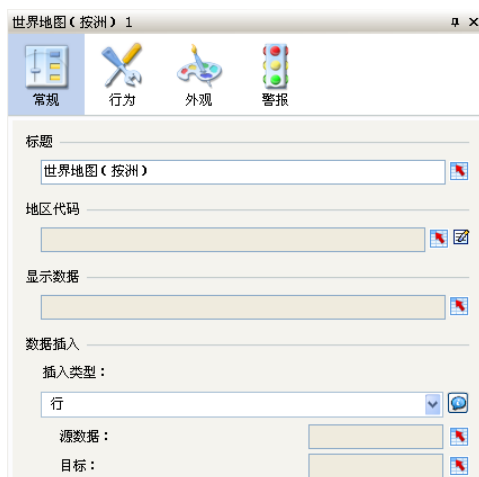 世界地图(按洲) 1
常规 行为 外观 警报
标题
世界地图(按洲)
地区代码
显示数据
数据插入
插入类型：
行
源数据：
目标：